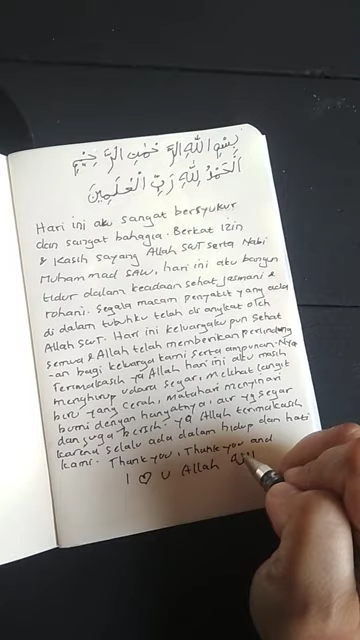 بِسْمِ اللهِ الرَّحْمٰنِ الرَّحِيْمِ
اَلْحَمْدُ لِلّٰهِ رَبِّ الْعٰلَمِيْنَ
Hari ini aku sangat bersyukur
dan sangat bahagia. Berkat izin
& kasih sayang Allah SWT serta Nabi
Muhammad SAW, hari ini aku bangun
tidur dalam keadaan sehat jasmani &
rohani. Segala macam penyakit yang ada
di dalam tubuhku telah di angkat oleh
Allah SWT. Hari ini keluargaku pun sehat
semua & Allah telah memberikan perlindung
-an bagi keluarga kami serta ampunan-Nya
Terimakasih ya Allah hari ini aku masih
menghirup udara segar, melihat langit
biru yang cerah, matahari menyinari
bumi dengan hangatnya, air yg segar
dan juga bersih. Ya Allah terimakasih
karena selalu ada dalam hidup dan hati
kami. Thank you, Thank you and
I ♡ U Allah الله